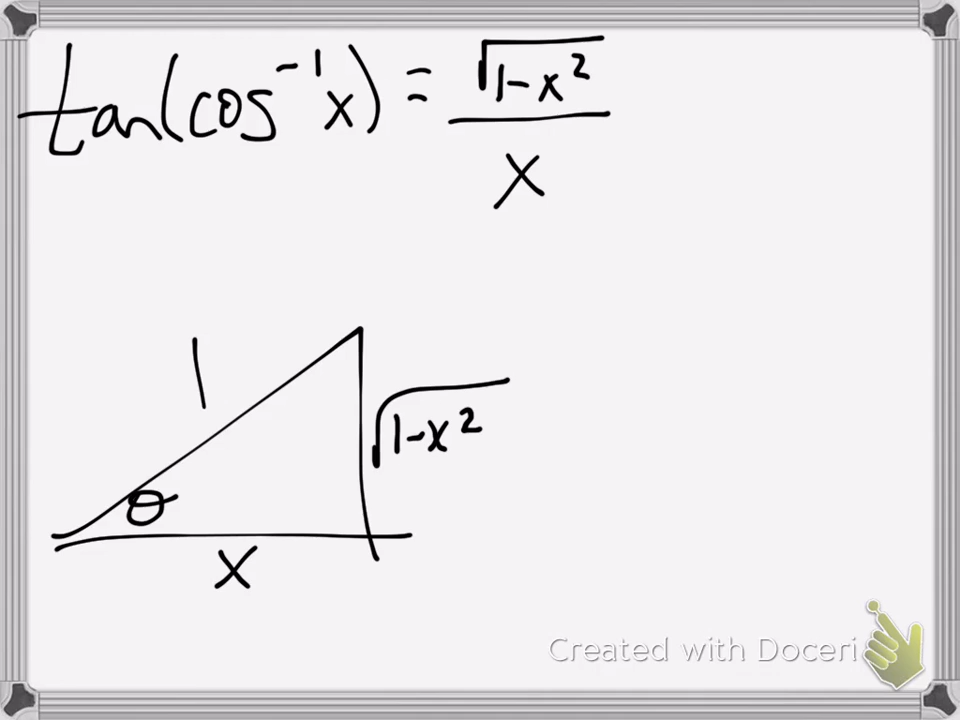 tan(cos⁻¹x) = √(1-x²) / x
1
√(1-x²)
θ
x
Created with Doceri